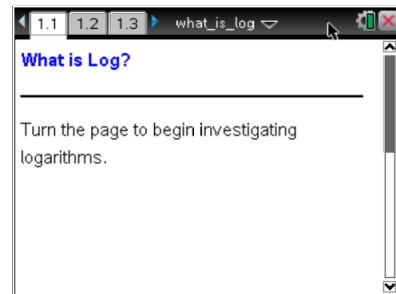 1.1 1.2 1.3 what_is_log
What is Log?
Turn the page to begin investigating
logarithms.